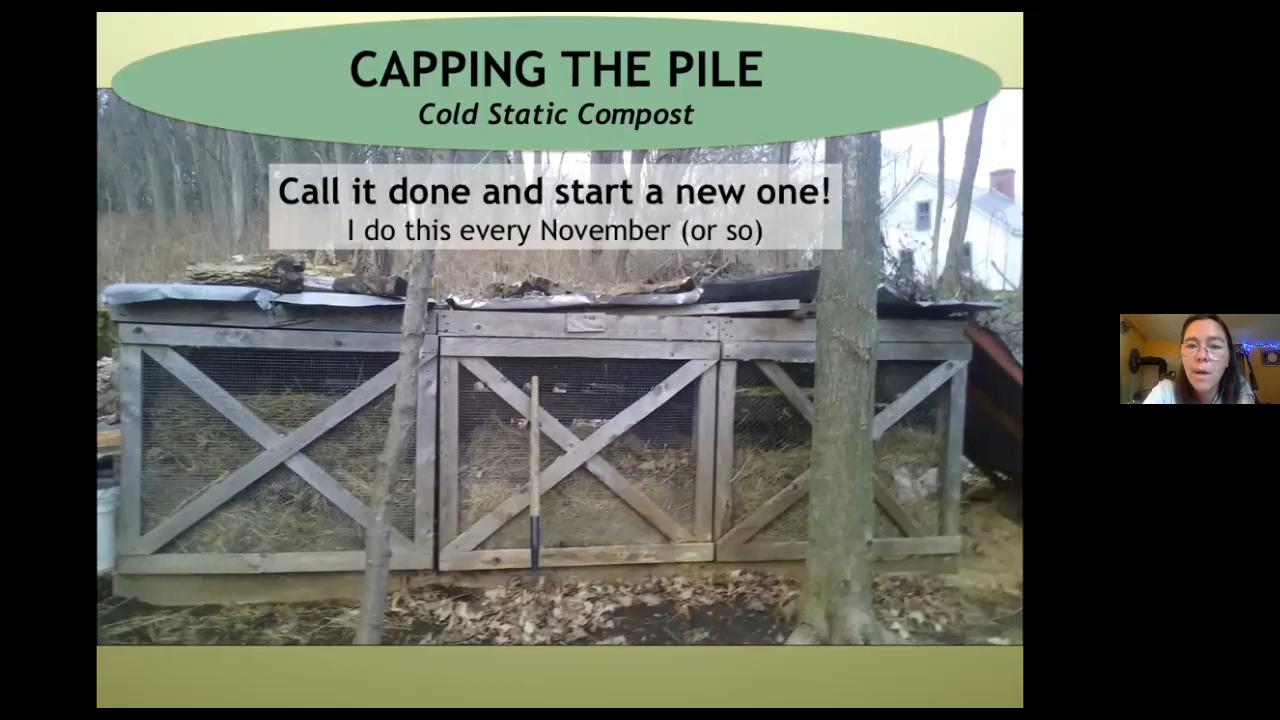 CAPPING THE PILE
Cold Static Compost
Call it done and start a new one!
I do this every November (or so)